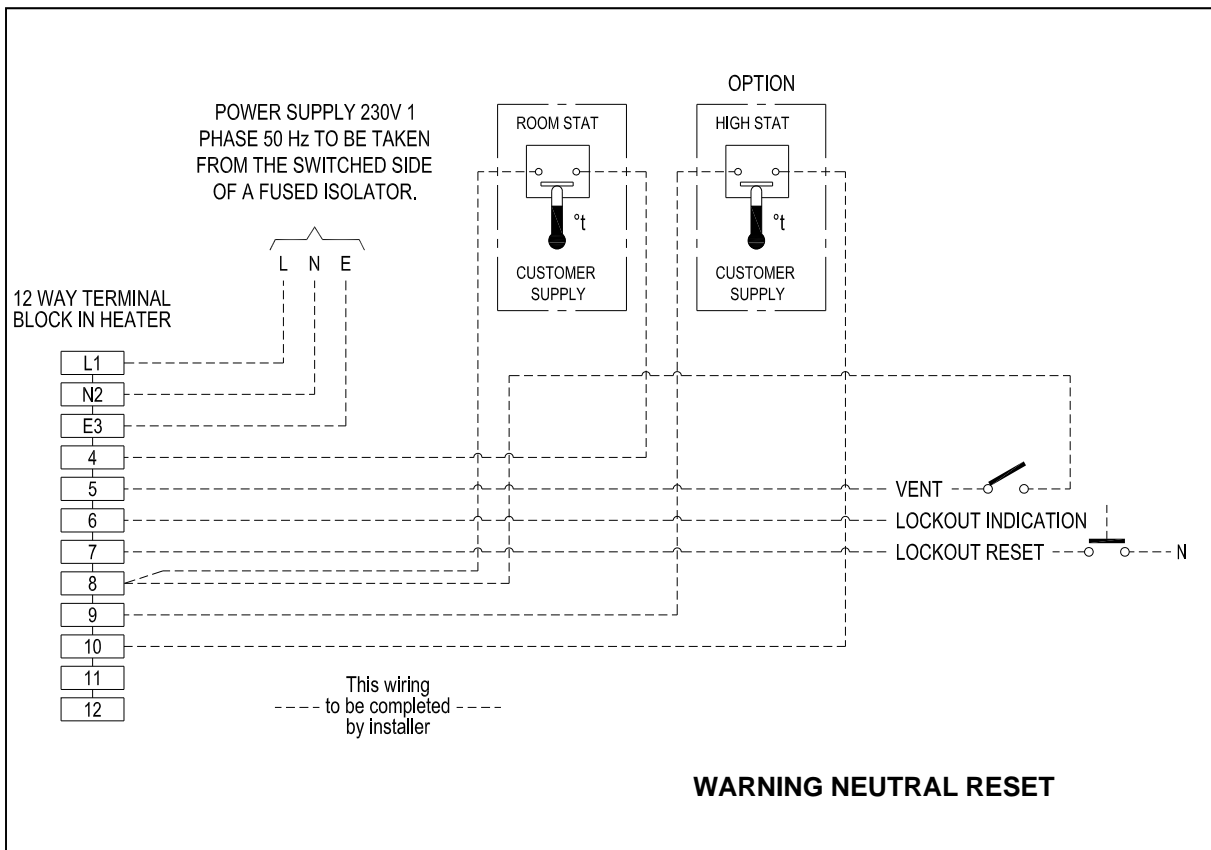 OPTION
POWER SUPPLY 230V 1
PHASE 50 Hz TO BE TAKEN
FROM THE SWITCHED SIDE
OF A FUSED ISOLATOR.
ROOM STAT
HIGH STAT
°t
°t
L N E
CUSTOMER
SUPPLY
CUSTOMER
SUPPLY
12 WAY TERMINAL
BLOCK IN HEATER
L1
N2
E3
4
5
VENT
6
LOCKOUT INDICATION
7
LOCKOUT RESET
N
8
9
10
11
12
This wiring
to be completed
by installer
WARNING NEUTRAL RESET